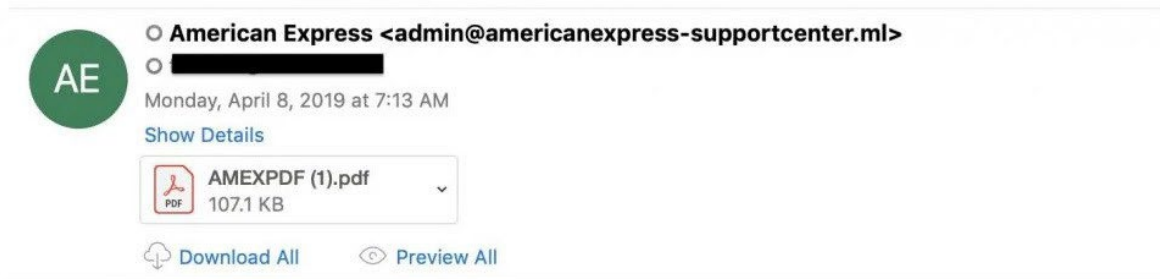 American Express <admin@americanexpress-supportcenter.ml>
AE
Monday, April 8, 2019 at 7:13 AM
Show Details
AMEXPDF (1).pdf
PDF
107.1 KB
Download All
Preview All